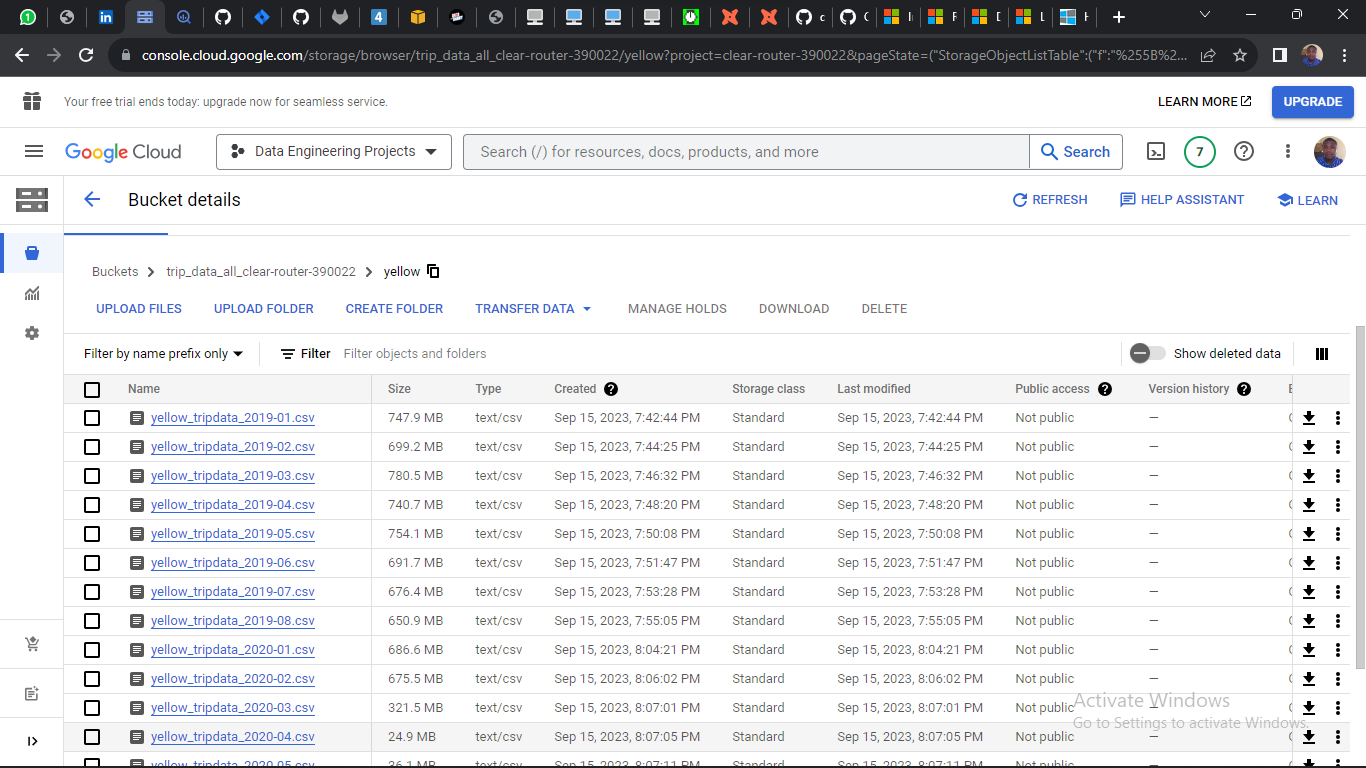 console.cloud.google.com/storage/browser/trip_data_all_clear-router-390022/yellow?project=clear-router-390022&pageState=("StorageObjectListTable":("f":"%255B%2...
Your free trial ends today: upgrade now for seamless service.
LEARN MORE
UPGRADE
Google Cloud
Data Engineering Projects
Search (/) for resources, docs, products, and more
Search
7
Bucket details
REFRESH
HELP ASSISTANT
LEARN
Buckets
trip_data_all_clear-router-390022
yellow
UPLOAD FILES
UPLOAD FOLDER
CREATE FOLDER
TRANSFER DATA
MANAGE HOLDS
DOWNLOAD
DELETE
Filter by name prefix only
Filter
Filter objects and folders
Show deleted data
Name Size Type Created Storage class Last modified Public access Version history
yellow_tripdata_2019-01.csv 747.9 MB text/csv Sep 15, 2023, 7:42:44 PM Standard Sep 15, 2023, 7:42:44 PM Not public —
yellow_tripdata_2019-02.csv 699.2 MB text/csv Sep 15, 2023, 7:44:25 PM Standard Sep 15, 2023, 7:44:25 PM Not public —
yellow_tripdata_2019-03.csv 780.5 MB text/csv Sep 15, 2023, 7:46:32 PM Standard Sep 15, 2023, 7:46:32 PM Not public —
yellow_tripdata_2019-04.csv 740.7 MB text/csv Sep 15, 2023, 7:48:20 PM Standard Sep 15, 2023, 7:48:20 PM Not public —
yellow_tripdata_2019-05.csv 754.1 MB text/csv Sep 15, 2023, 7:50:08 PM Standard Sep 15, 2023, 7:50:08 PM Not public —
yellow_tripdata_2019-06.csv 691.7 MB text/csv Sep 15, 2023, 7:51:47 PM Standard Sep 15, 2023, 7:51:47 PM Not public —
yellow_tripdata_2019-07.csv 676.4 MB text/csv Sep 15, 2023, 7:53:28 PM Standard Sep 15, 2023, 7:53:28 PM Not public —
yellow_tripdata_2019-08.csv 650.9 MB text/csv Sep 15, 2023, 7:55:05 PM Standard Sep 15, 2023, 7:55:05 PM Not public —
yellow_tripdata_2020-01.csv 686.6 MB text/csv Sep 15, 2023, 8:04:21 PM Standard Sep 15, 2023, 8:04:21 PM Not public —
yellow_tripdata_2020-02.csv 675.5 MB text/csv Sep 15, 2023, 8:06:02 PM Standard Sep 15, 2023, 8:06:02 PM Not public —
yellow_tripdata_2020-03.csv 321.5 MB text/csv Sep 15, 2023, 8:07:01 PM Standard Sep 15, 2023, 8:07:01 PM Not public —
yellow_tripdata_2020-04.csv 24.9 MB text/csv Sep 15, 2023, 8:07:05 PM Standard Sep 15, 2023, 8:07:05 PM Not public —
Activate Windows
Go to Settings to activate Windows.